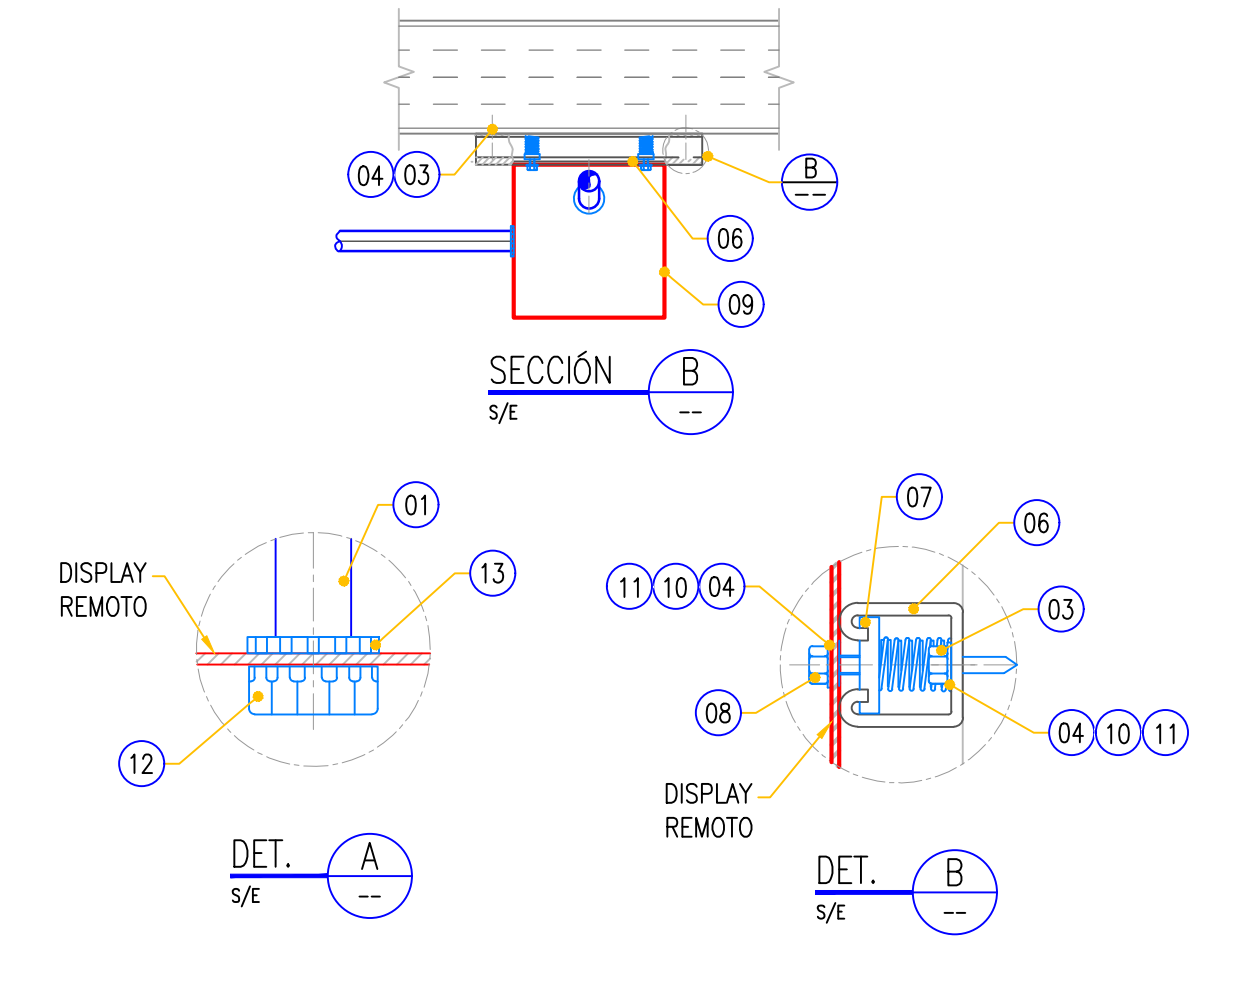 04 03
B
--
06
09
SECCIÓN B
S/E --
01
13
DISPLAY
REMOTO
12
DET. A
S/E --
07
06
11 10 04
03
08
04 10 11
DISPLAY
REMOTO
DET. B
S/E --